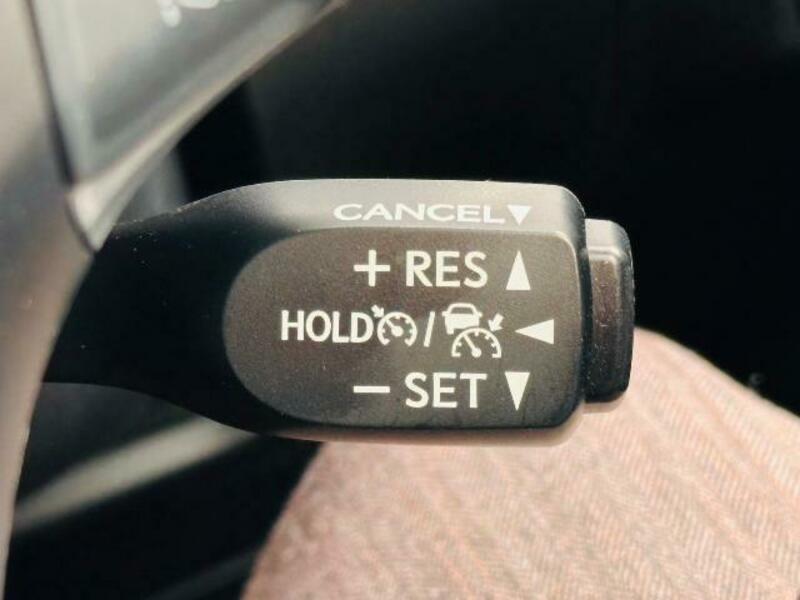 CANCEL▼
+ RES ▲
HOLD / ◀
– SET ▼